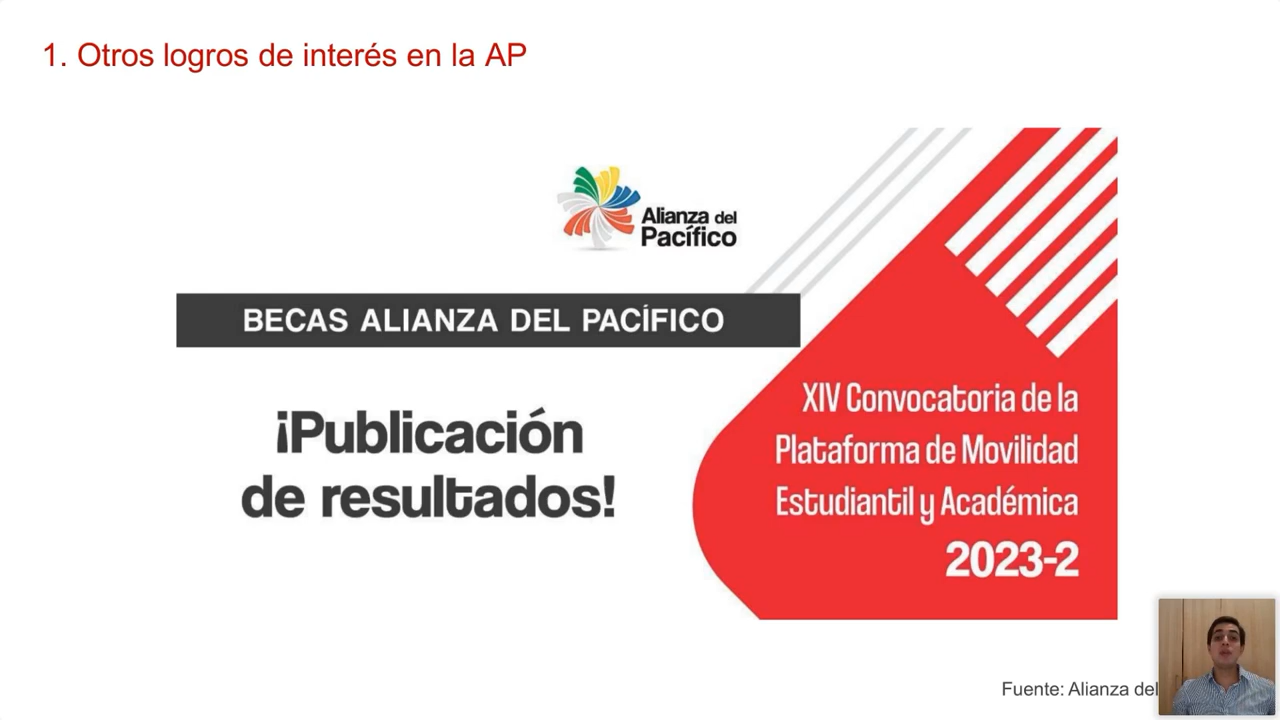 1. Otros logros de interés en la AP
Alianza del
Pacífico
BECAS ALIANZA DEL PACÍFICO
¡Publicación
de resultados!
XIV Convocatoria de la
Plataforma de Movilidad
Estudiantil y Académica
2023-2
Fuente: Alianza del